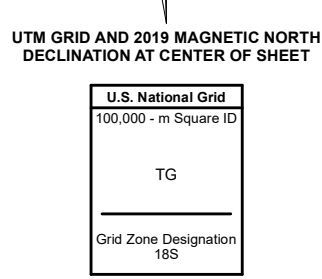 UTM GRID AND 2019 MAGNETIC NORTH
DECLINATION AT CENTER OF SHEET
U.S. National Grid
100,000 - m Square ID
TG
Grid Zone Designation
18S